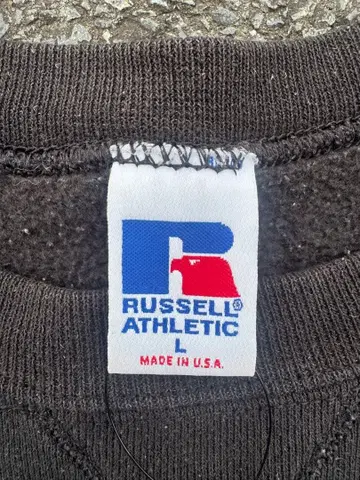 R
RUSSELL®
ATHLETIC
L
MADE IN U.S.A.